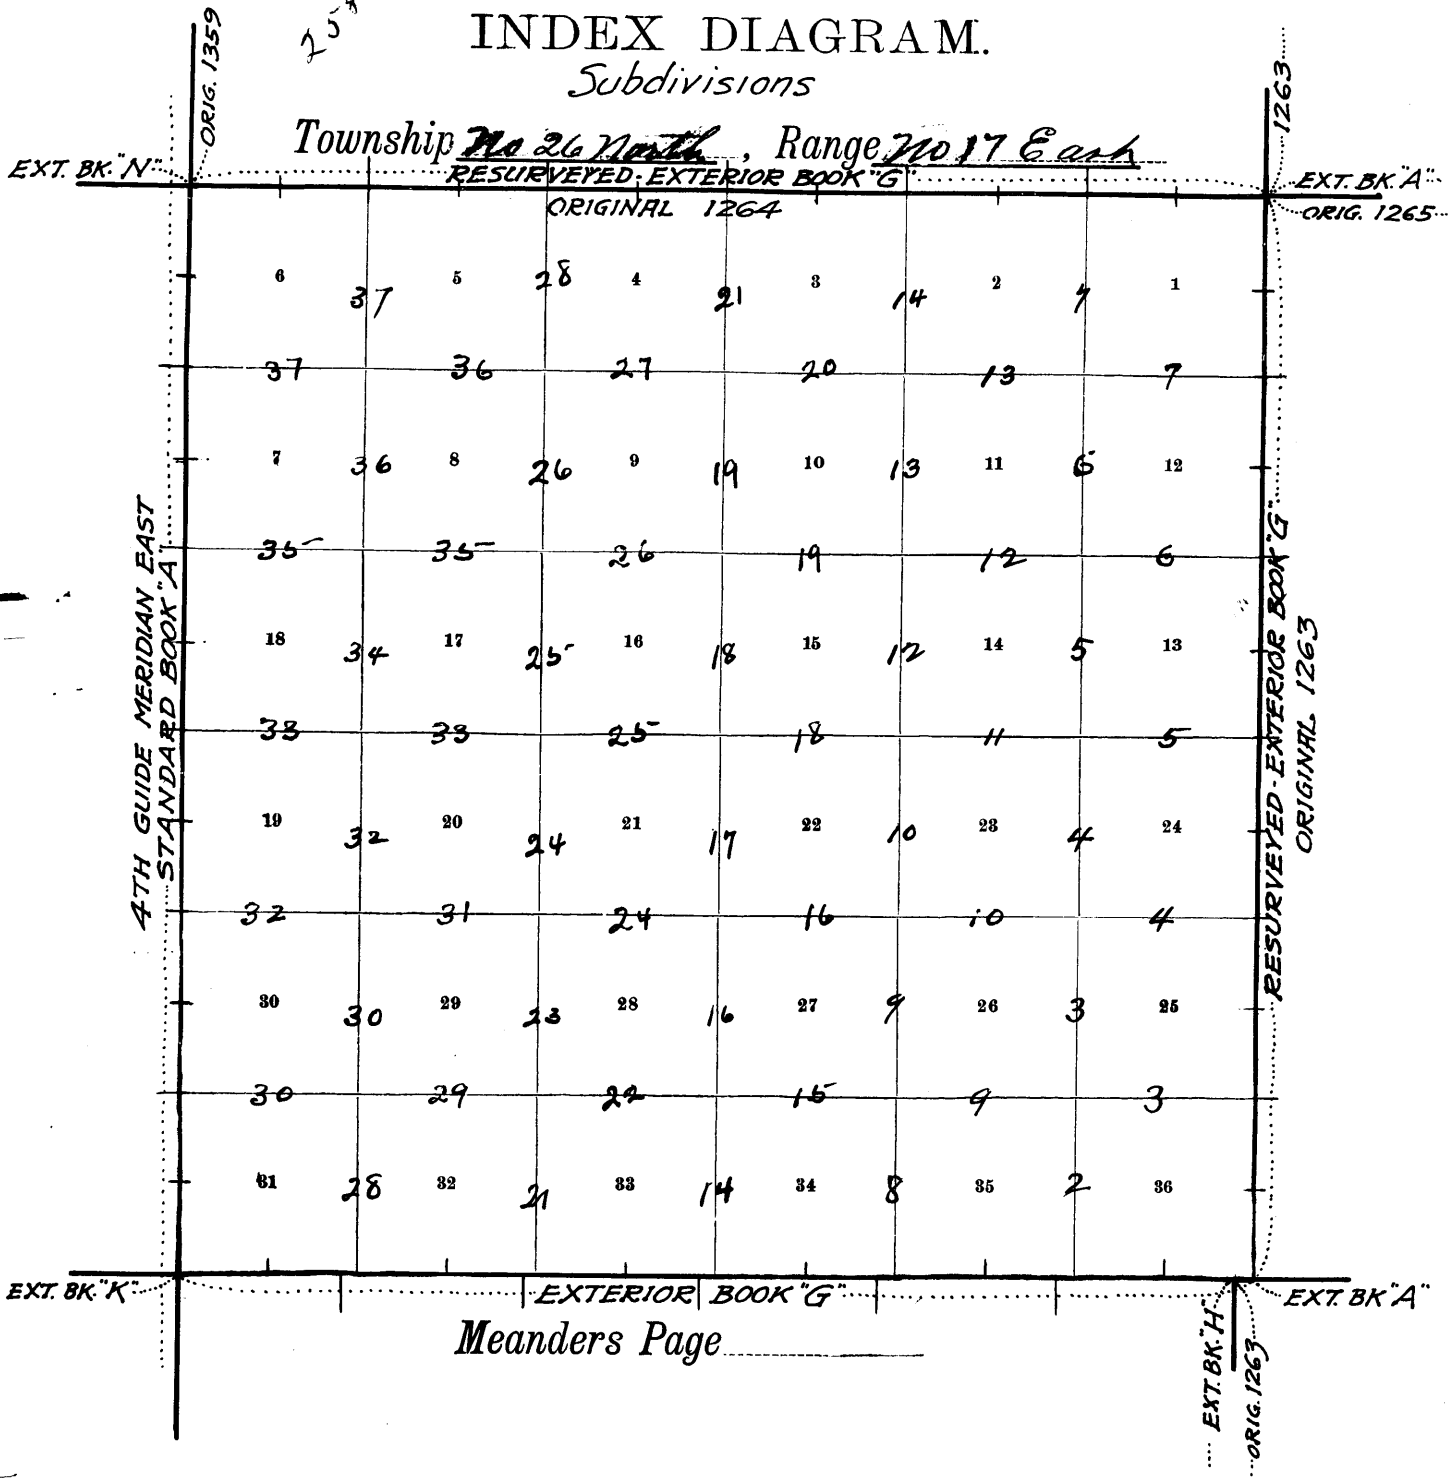 ORIG. 1359
INDEX DIAGRAM.
Subdivisions
1263
Township No 26 North, Range No 17 East
EXT. BK. "N"
RESURVEYED - EXTERIOR BOOK "G"
EXT. BK. "A"
ORIGINAL 1264
ORIG. 1265
6 37 5 28 4 21 3 14 2 7 1
37 36 27 20 13 7
7 36 8 26 9 19 10 13 11 6 12
35 35 26 19 12 6
18 34 17 25 16 18 15 12 14 5 13
33 33 25 18 11 5
19 32 20 24 21 17 22 10 23 4 24
32 31 24 16 10 4
30 30 29 23 28 16 27 9 26 3 25
30 29 22 15 9 3
31 28 32 21 33 14 34 8 35 2 36
4TH GUIDE MERIDIAN EAST
STANDARD BOOK "A"
RESURVEYED - EXTERIOR BOOK "G"
ORIGINAL 1263
EXT. BK. "K"
EXTERIOR BOOK "G"
EXT. BK "A"
Meanders Page
EXT. BK. "H"
ORIG. 1263